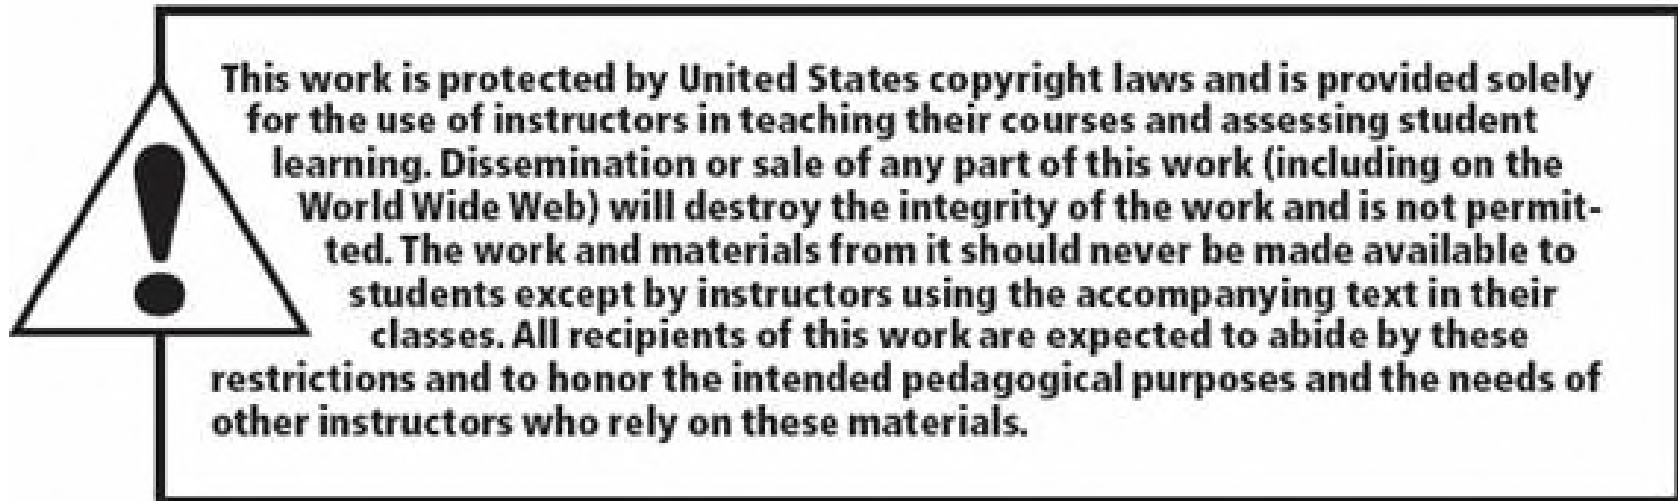 This work is protected by United States copyright laws and is provided solely
for the use of instructors in teaching their courses and assessing student
learning. Dissemination or sale of any part of this work (including on the
World Wide Web) will destroy the integrity of the work and is not permit-
ted. The work and materials from it should never be made available to
students except by instructors using the accompanying text in their
classes. All recipients of this work are expected to abide by these
restrictions and to honor the intended pedagogical purposes and the needs of
other instructors who rely on these materials.